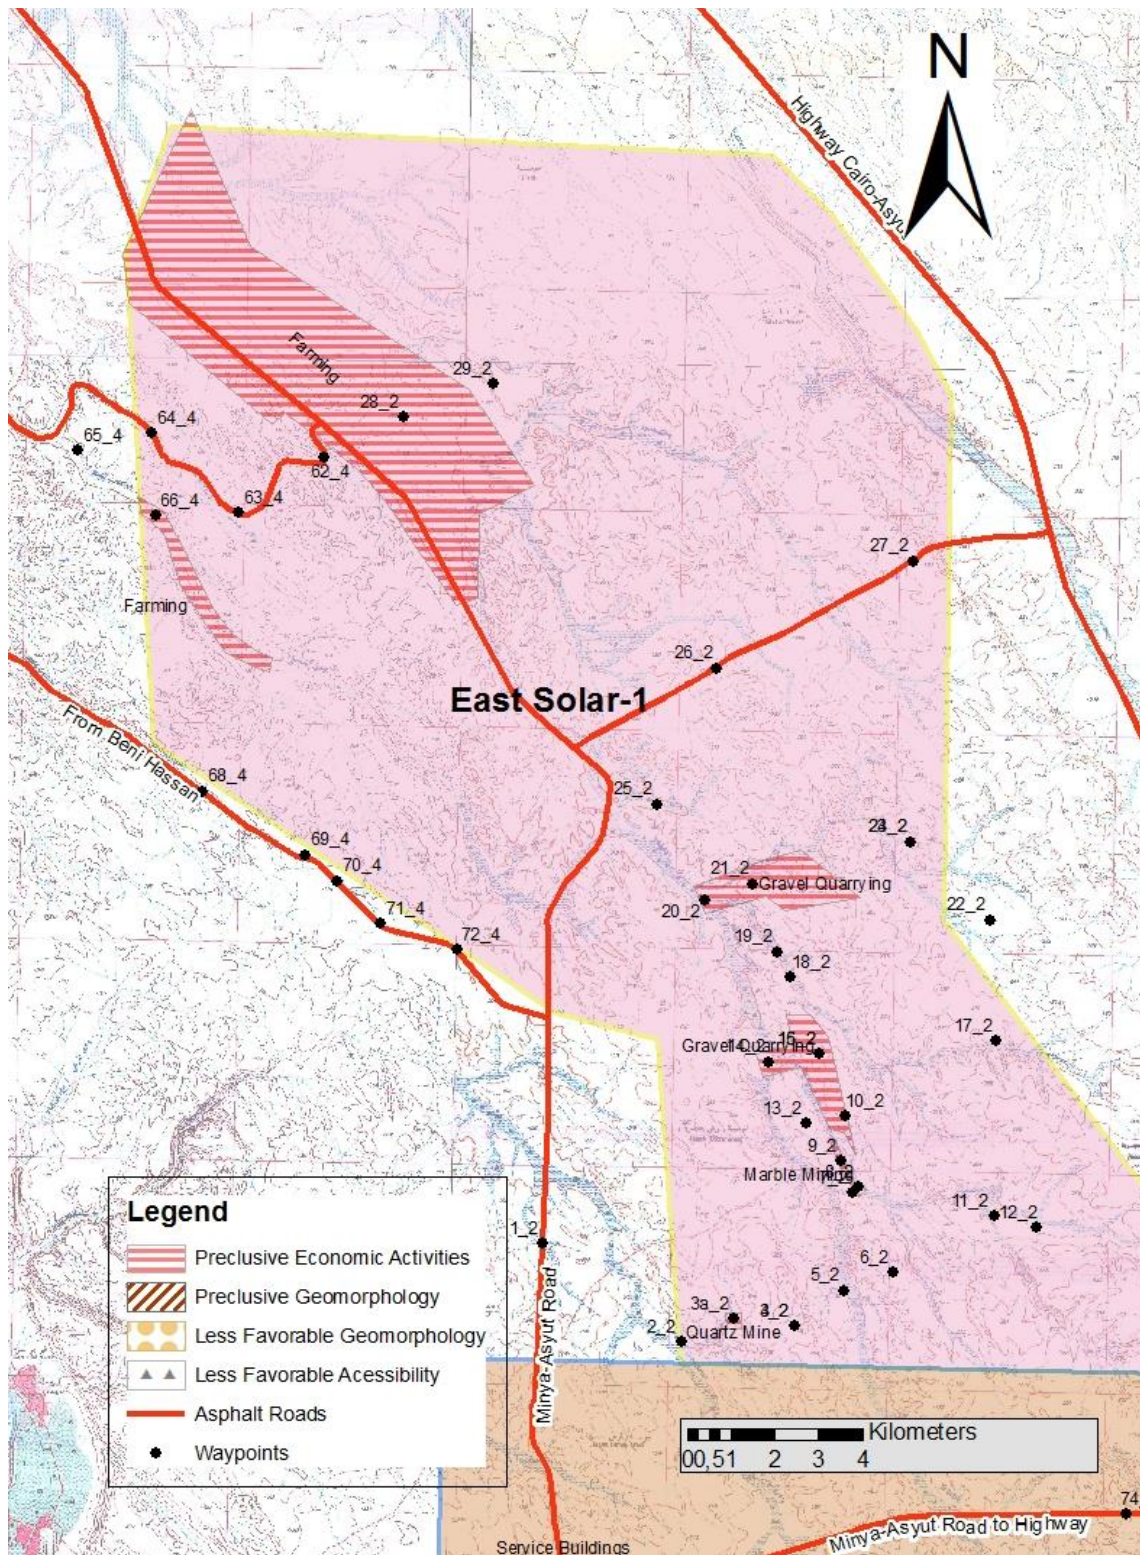 N
Highway Cairo-Asyut
Farming
29_2
28_2
64_4
65_4
62_4
66_4
63_4
27_2
Farming
26_2
East Solar-1
From Beni Hassan
68_4
25_2
69_4
70_4
21_2
Gravel Quarrying
20_2
71_4
22_2
72_4
19_2
18_2
17_2
Gravel Quarrying
14_2
15_2
10_2
13_2
9_2
Marble Mining
11_2
12_2
1_2
6_2
5_2
3a_2
2_2
Quartz Mine
Minya-Asyut Road
Legend
Preclusive Economic Activities
Preclusive Geomorphology
Less Favorable Geomorphology
Less Favorable Acessibility
Asphalt Roads
Waypoints
Kilometers
00,51 2 3 4
74
Minya-Asyut Road to Highway
Service Buildings